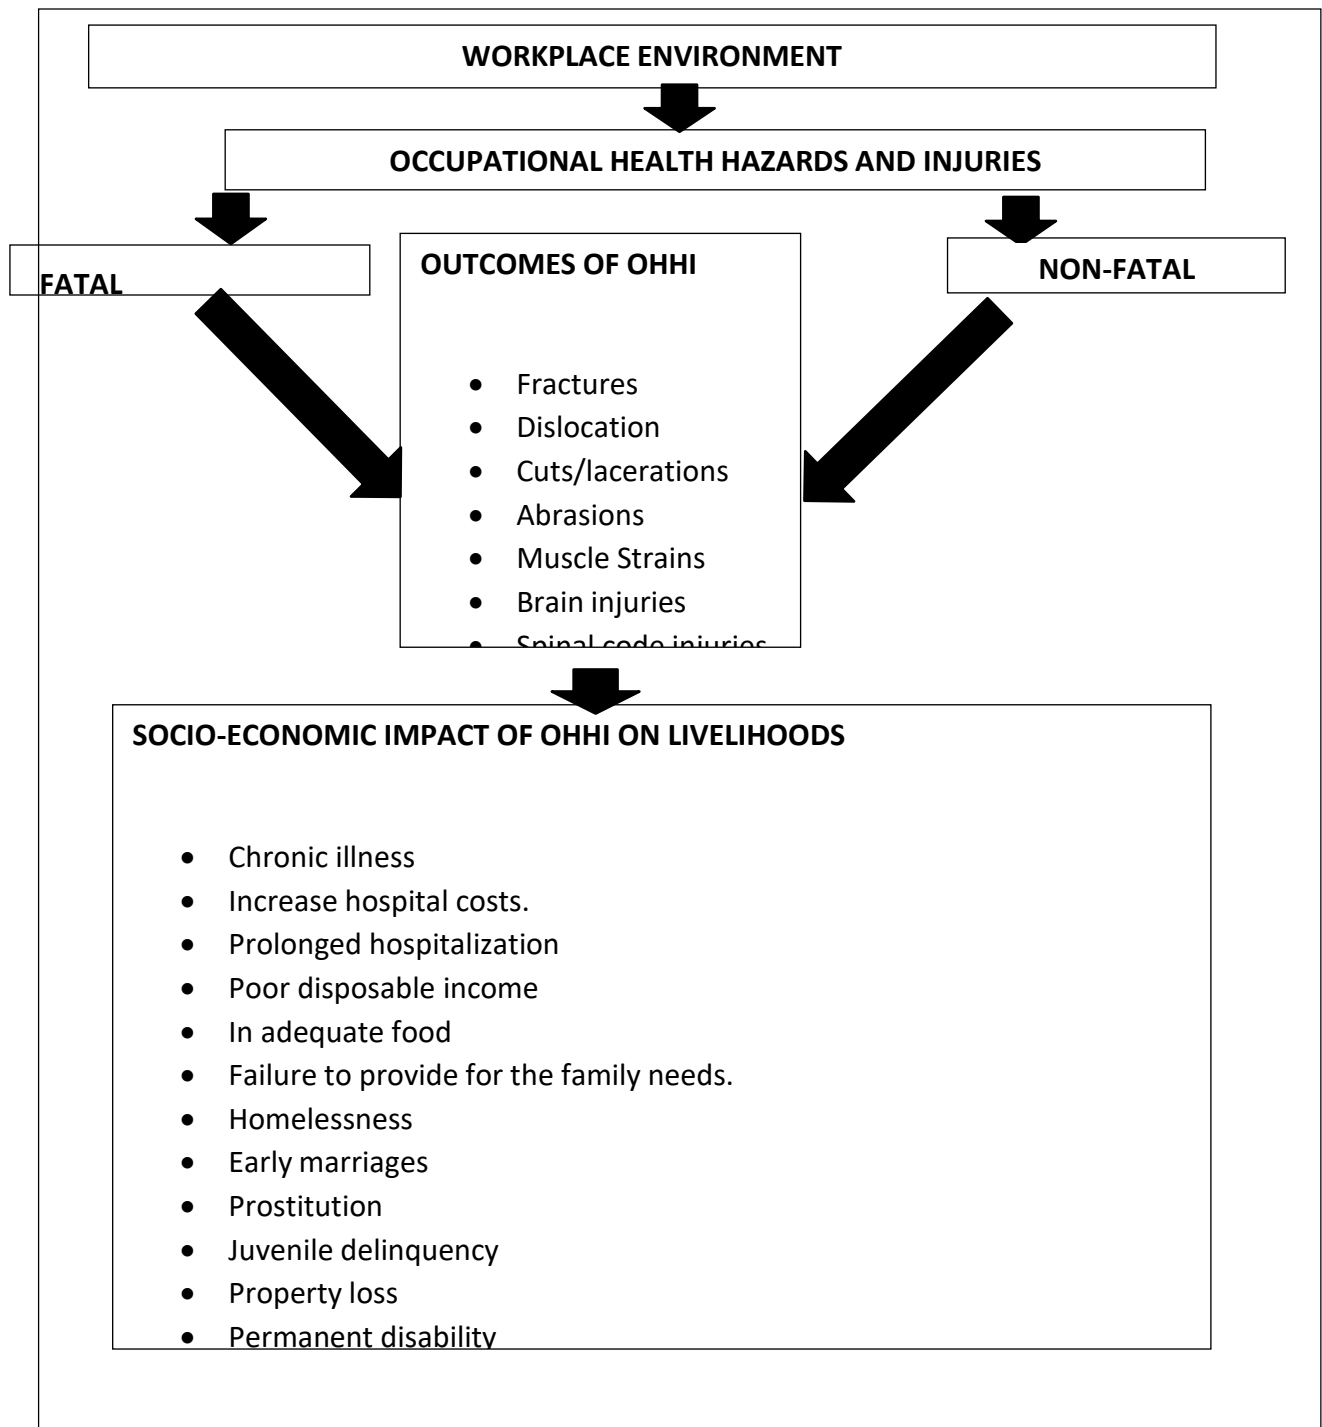 WORKPLACE ENVIRONMENT
OCCUPATIONAL HEALTH HAZARDS AND INJURIES
FATAL
OUTCOMES OF OHHI
NON-FATAL
• Fractures
• Dislocation
• Cuts/lacerations
• Abrasions
• Muscle Strains
• Brain injuries
• Spinal code injuries
SOCIO-ECONOMIC IMPACT OF OHHI ON LIVELIHOODS
• Chronic illness
• Increase hospital costs.
• Prolonged hospitalization
• Poor disposable income
• In adequate food
• Failure to provide for the family needs.
• Homelessness
• Early marriages
• Prostitution
• Juvenile delinquency
• Property loss
• Permanent disability